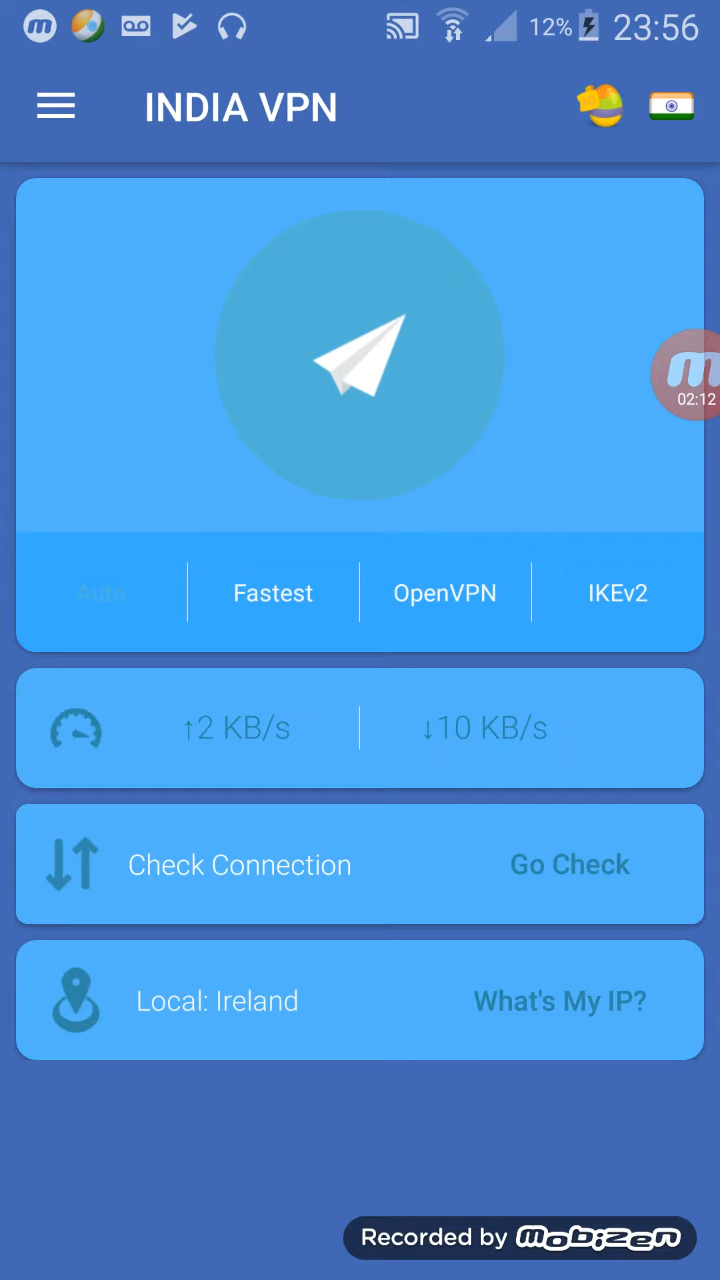 12% 23:56
INDIA VPN
02:12
Auto Fastest OpenVPN IKEv2
↑2 KB/s ↓10 KB/s
Check Connection Go Check
Local: Ireland What's My IP?
Recorded by mobizen